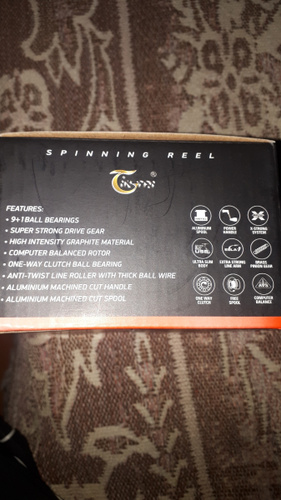 SPINNING REEL
®
FEATURES:
• 9+1BALL BEARINGS
• SUPER STRONG DRIVE GEAR
• HIGH INTENSITY GRAPHITE MATERIAL
• COMPUTER BALANCED ROTOR
• ONE-WAY CLUTCH BALL BEARING
• ANTI-TWIST LINE ROLLER WITH THICK BALL WIRE
• ALUMINIUM MACHINED CUT HANDLE
• ALUMINIUM MACHINED CUT SPOOL
ALUMINIUM SPOOL
POWER HANDLE
X-STRONG SYSTEM
ULTRA SLIM BODY
EXTRA STRONG LINE ARM
BRASS PINION GEAR
ONE WAY CLUTCH
FREE SPOOL
COMPUTER BALANCE